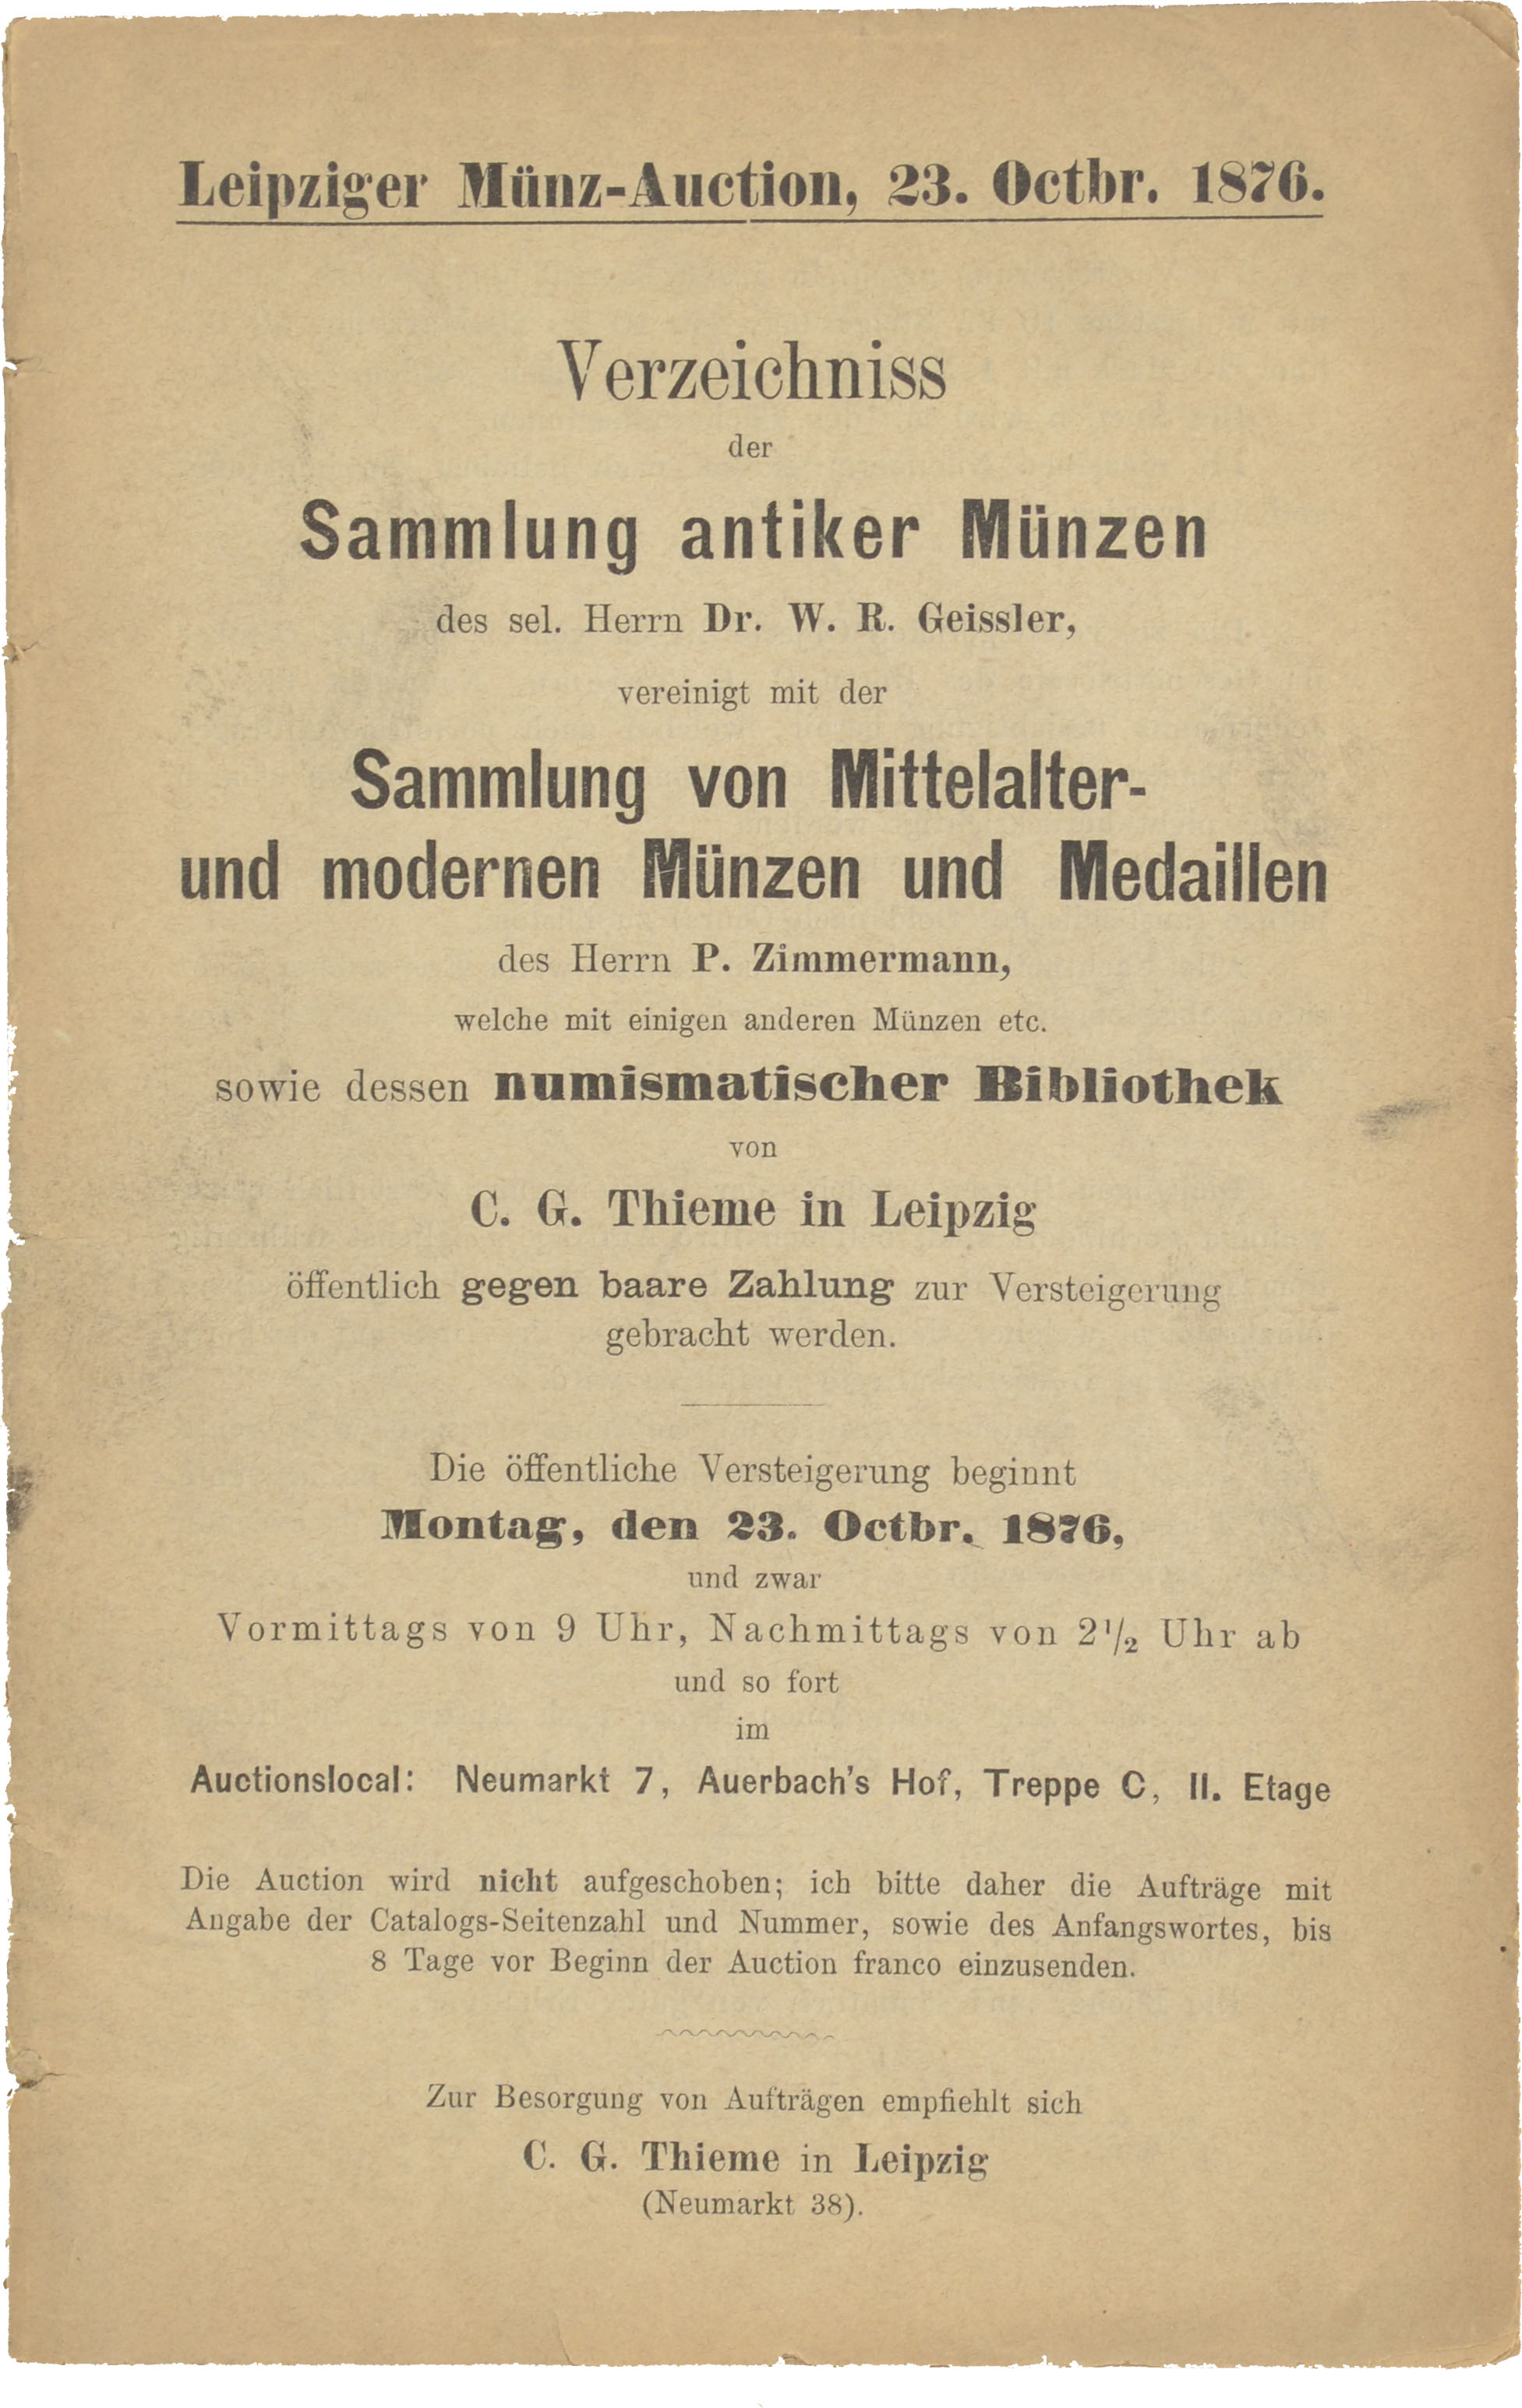 Leipziger Münz-Auction, 23. Octbr. 1876.
Verzeichniss
der
Sammlung antiker Münzen
des sel. Herrn Dr. W. R. Geissler,
vereinigt mit der
Sammlung von Mittelalter-
und modernen Münzen und Medaillen
des Herrn P. Zimmermann,
welche mit einigen anderen Münzen etc.
sowie dessen numismatischer Bibliothek
von
C. G. Thieme in Leipzig
öffentlich gegen baare Zahlung zur Versteigerung
gebracht werden.
Die öffentliche Versteigerung beginnt
Montag, den 23. Octbr. 1876,
und zwar
Vormittags von 9 Uhr, Nachmittags von 2½ Uhr ab
und so fort
im
Auctionslocal: Neumarkt 7, Auerbach's Hof, Treppe C, II. Etage
Die Auction wird nicht aufgeschoben; ich bitte daher die Aufträge mit
Angabe der Catalogs-Seitenzahl und Nummer, sowie des Anfangswortes, bis
8 Tage vor Beginn der Auction franco einzusenden.
Zur Besorgung von Aufträgen empfiehlt sich
C. G. Thieme in Leipzig
(Neumarkt 38).